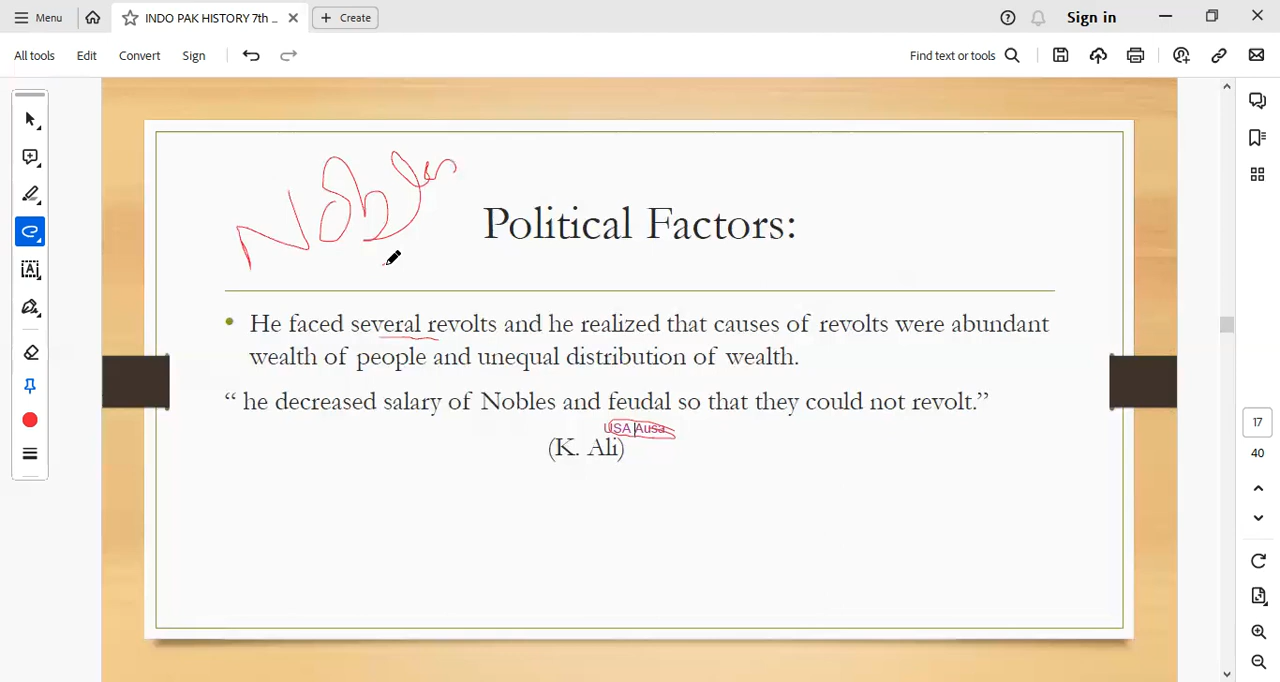 Menu
INDO PAK HISTORY 7th ...
Create
Sign in
All tools
Edit
Convert
Sign
Find text or tools
Nobles
Political Factors:
• He faced several revolts and he realized that causes of revolts were abundant
wealth of people and unequal distribution of wealth.
“ he decreased salary of Nobles and feudal so that they could not revolt.”
USA Ausa
(K. Ali)
17
40